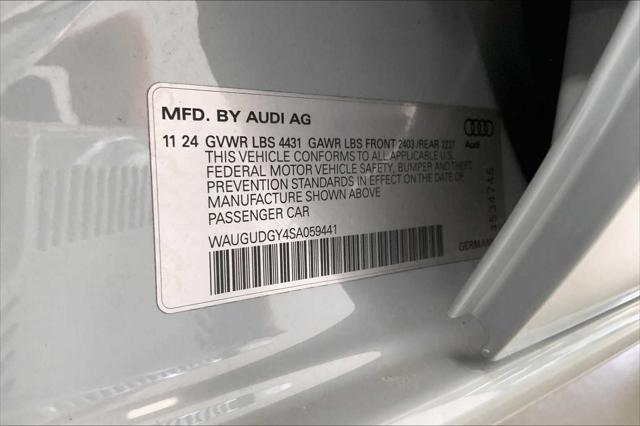 MFD. BY AUDI AG
11 24 GVWR LBS 4431 GAWR LBS FRONT 2403 /REAR 2227
THIS VEHICLE CONFORMS TO ALL APPLICABLE U.S.
FEDERAL MOTOR VEHICLE SAFETY, BUMPER AND THEFT
PREVENTION STANDARDS IN EFFECT ON THE DATE OF
MANUFACTURE SHOWN ABOVE
PASSENGER CAR
WAUGUDGY4SA059441
Audi
GERMANY
4534745